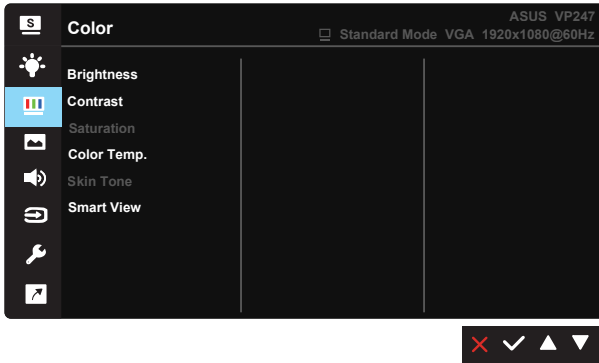 S
ASUS VP247
Color
Standard Mode VGA 1920x1080@60Hz
Brightness
Contrast
Saturation
Color Temp.
Skin Tone
Smart View